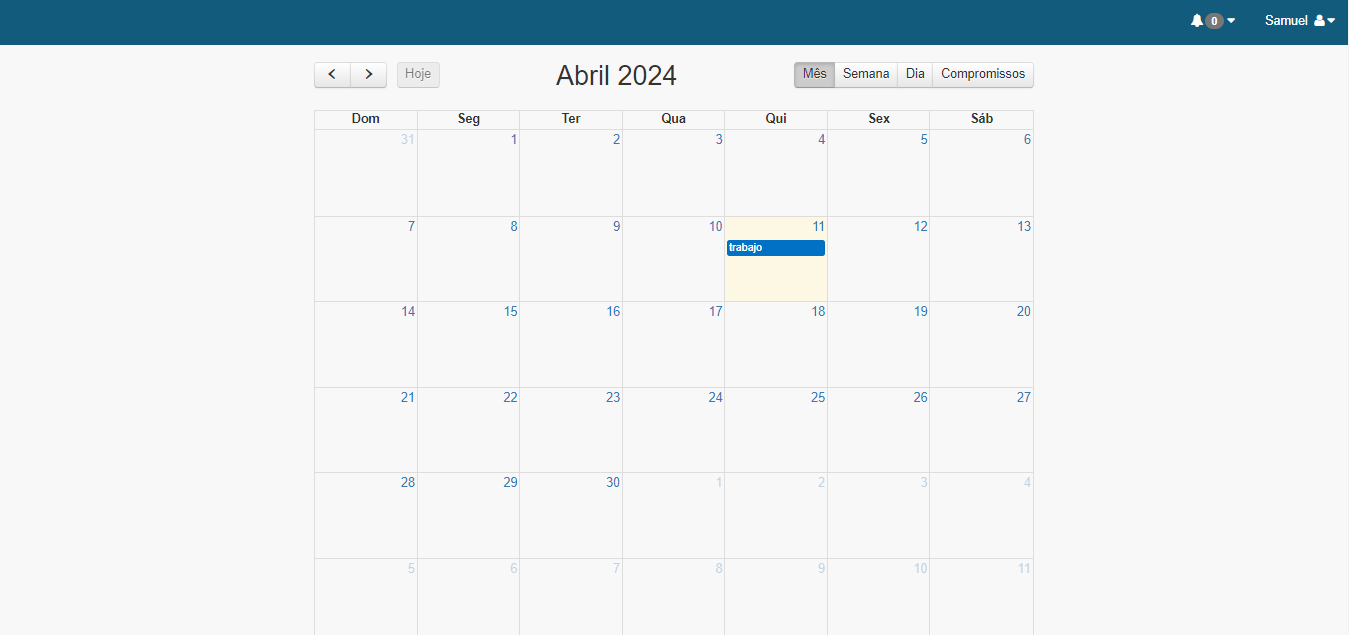 0
Samuel
Hoje
Abril 2024
Mês Semana Dia Compromissos
Dom Seg Ter Qua Qui Sex Sáb
31 1 2 3 4 5 6
7 8 9 10 11 12 13
trabajo
14 15 16 17 18 19 20
21 22 23 24 25 26 27
28 29 30 1 2 3 4
5 6 7 8 9 10 11